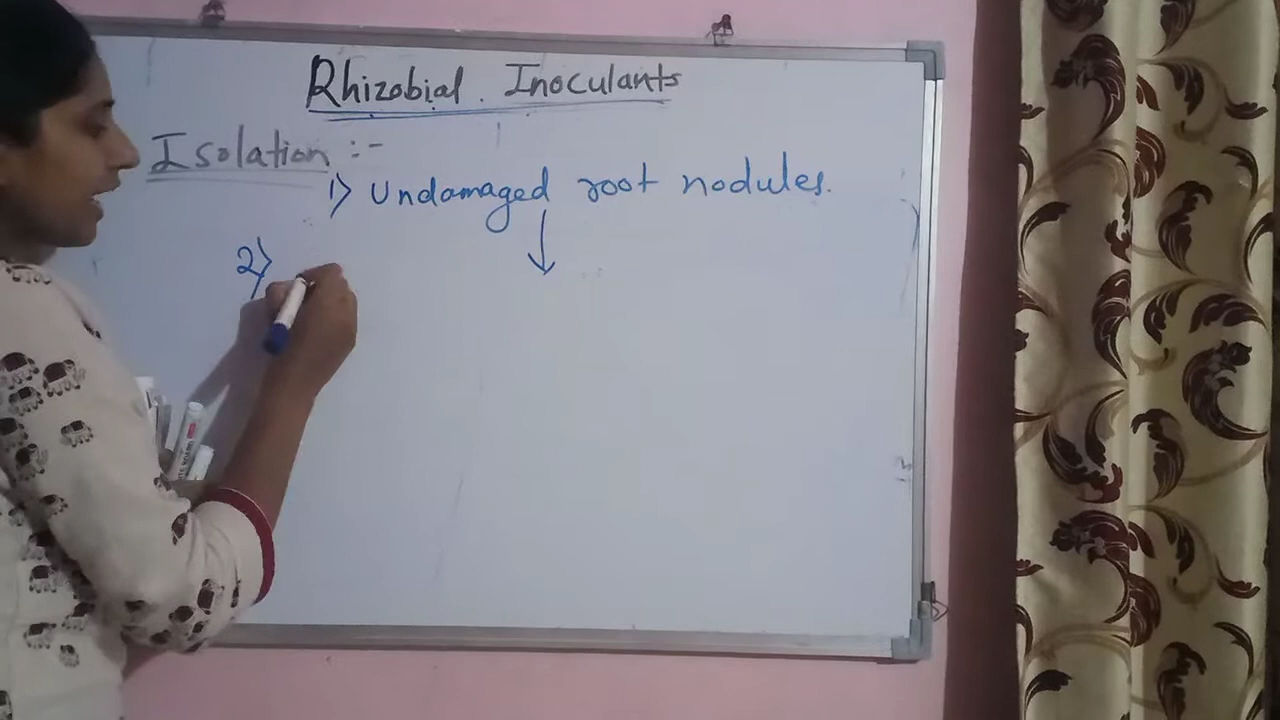 Rhizobial Inoculants
Isolation :-
1) Undamaged root nodules.
2)